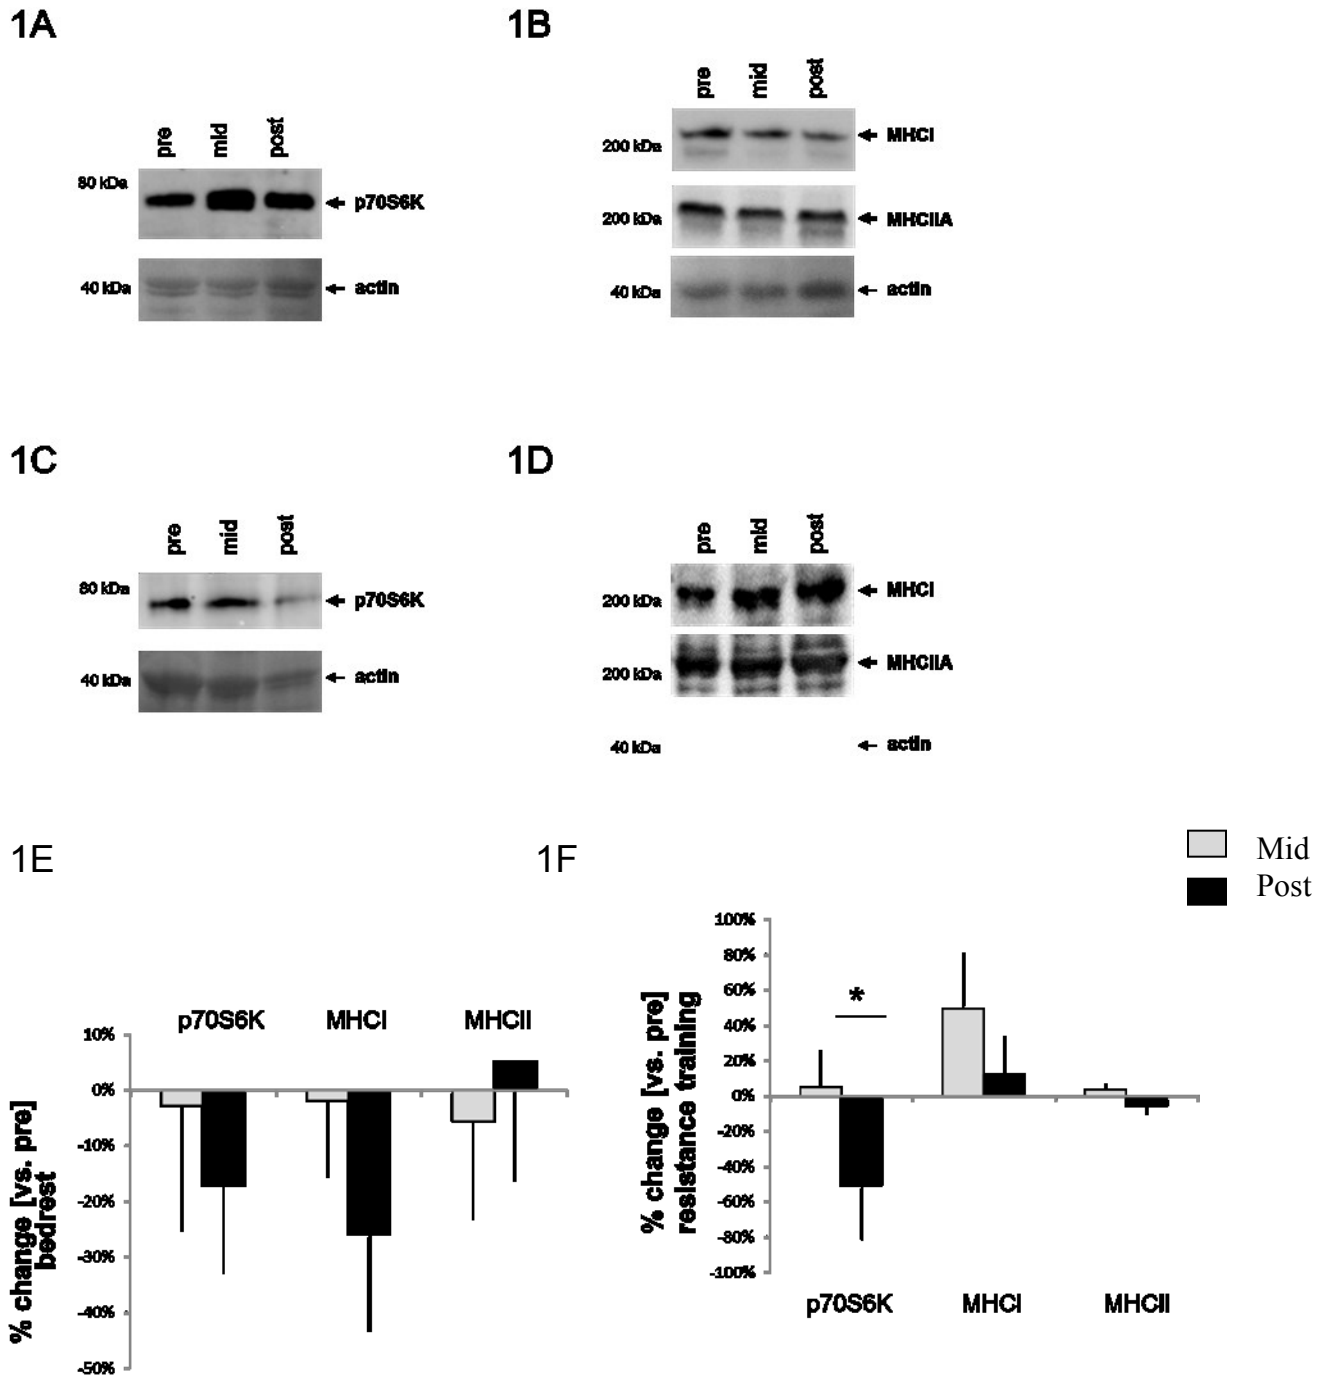 1A
pre mid post
80 kDa p70S6K
40 kDa actin
1B
pre mid post
200 kDa MHCI
200 kDa MHCIIA
40 kDa actin
1C
pre mid post
80 kDa p70S6K
40 kDa actin
1D
pre mid post
200 kDa MHCI
200 kDa MHCIIA
40 kDa actin
1E
p70S6K MHCI MHCII
10%
0%
-10%
-20%
-30%
-40%
-50%
% change [vs. pre]
bedrest
1F
Mid
Post
100%
80%
60%
40%
20%
0%
-20%
-40%
-60%
-80%
-100%
% change [vs. pre]
resistance training
*
p70S6K MHCI MHCII